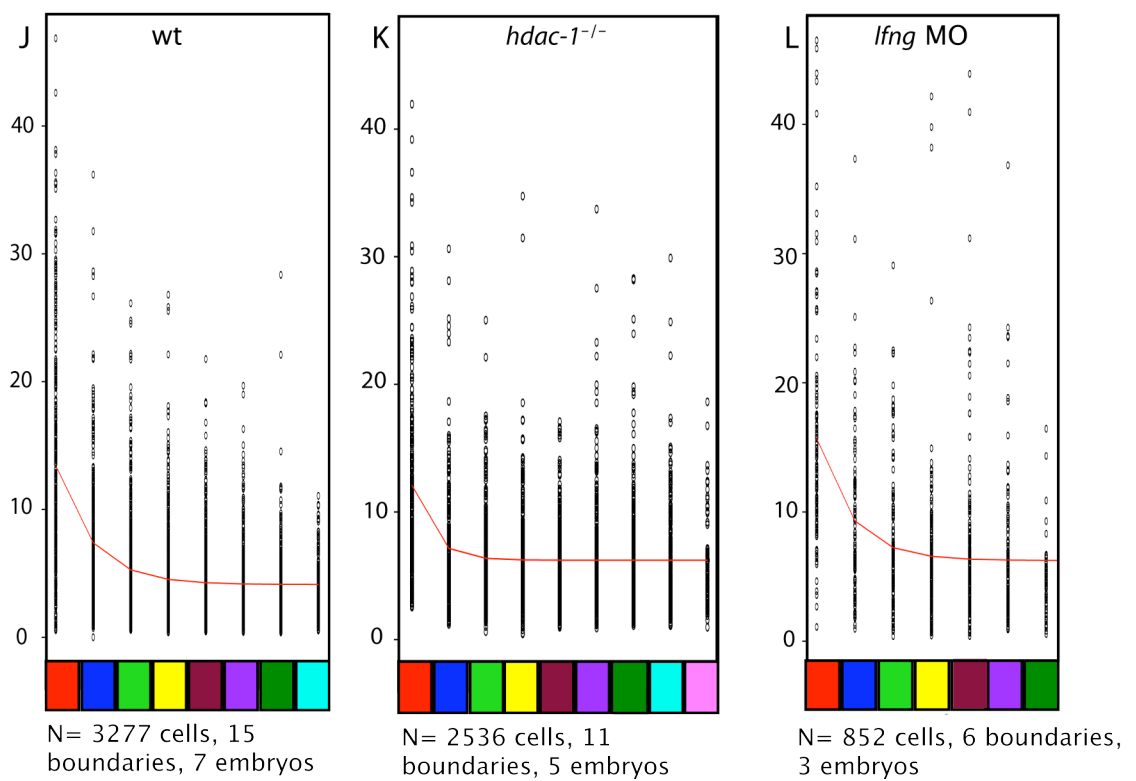 J wt
40
30
20
10
0
N= 3277 cells, 15
boundaries, 7 embryos
K hdac-1⁻/⁻
40
30
20
10
0
N= 2536 cells, 11
boundaries, 5 embryos
L lfng MO
40
30
20
10
0
N= 852 cells, 6 boundaries,
3 embryos